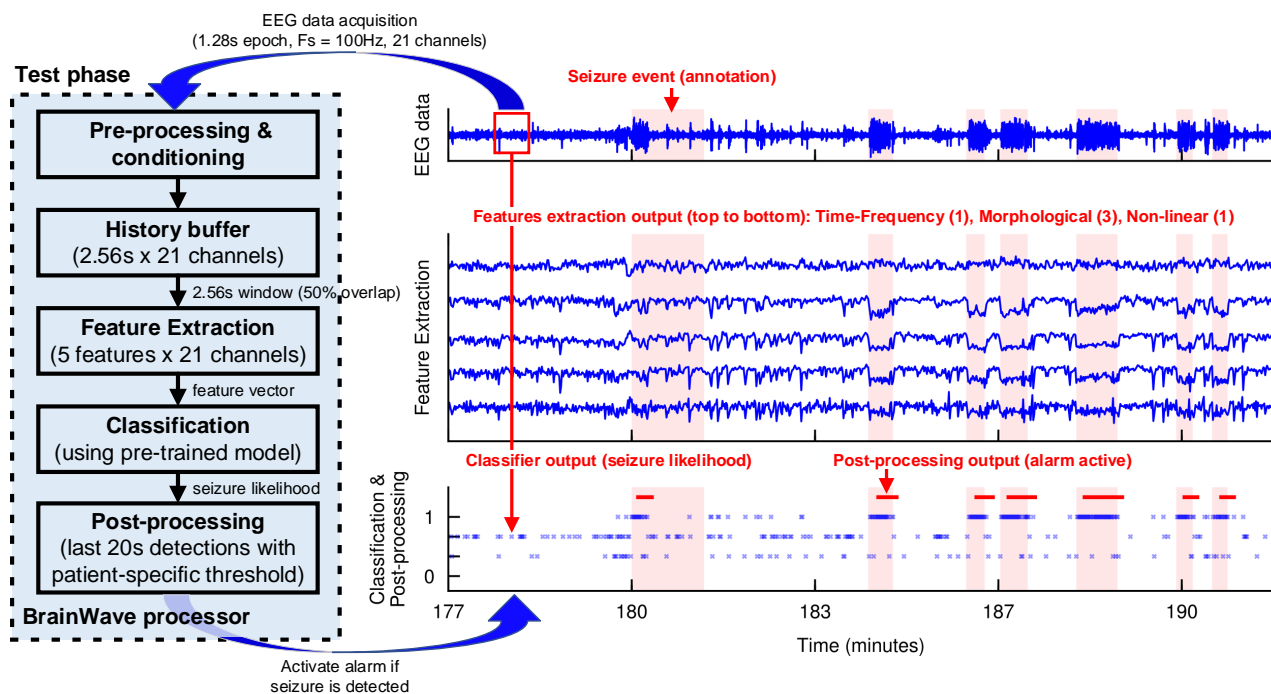 EEG data acquisition
(1.28s epoch, Fs = 100Hz, 21 channels)
Test phase
Pre-processing &
conditioning
History buffer
(2.56s x 21 channels)
2.56s window (50% overlap)
Feature Extraction
(5 features x 21 channels)
feature vector
Classification
(using pre-trained model)
seizure likelihood
Post-processing
(last 20s detections with
patient-specific threshold)
BrainWave processor
Activate alarm if
seizure is detected
Seizure event (annotation)
EEG data
Features extraction output (top to bottom): Time-Frequency (1), Morphological (3), Non-linear (1)
Feature Extraction
Classifier output (seizure likelihood)
Post-processing output (alarm active)
Classification &
Post-processing
1
0
177
180
183
187
190
Time (minutes)